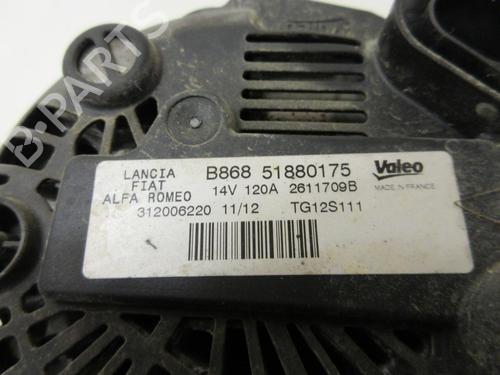 B-PARTS
LANCIA
FIAT
ALFA ROMEO
B868 51880175
14V 120A 2611709B
312006220 11/12 TG12S111
Valeo
MADE IN FRANCE